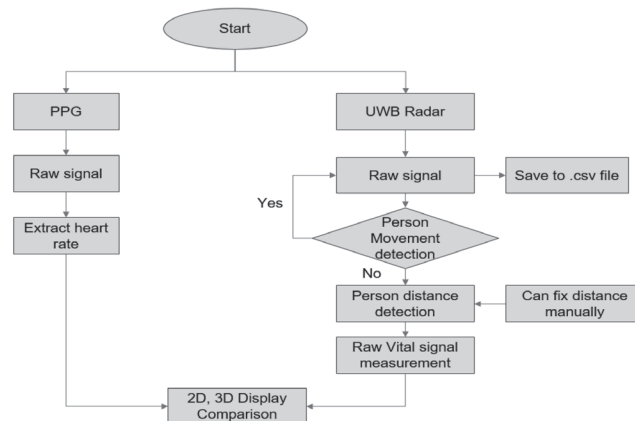 Start
PPG
UWB Radar
Raw signal
Raw signal
Save to .csv file
Yes
Extract heart
rate
Person
Movement
detection
No
Person distance
detection
Can fix distance
manually
Raw Vital signal
measurement
2D, 3D Display
Comparison